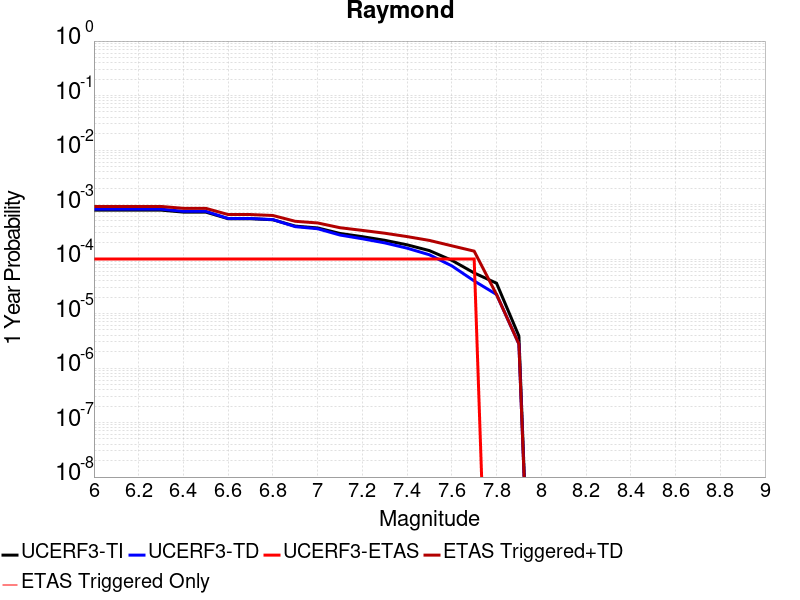 Raymond
10^0
10^-1
10^-2
10^-3
10^-4
10^-5
10^-6
10^-7
10^-8
1 Year Probability
6 6.2 6.4 6.6 6.8 7 7.2 7.4 7.6 7.8 8 8.2 8.4 8.6 8.8 9
Magnitude
UCERF3-TI UCERF3-TD UCERF3-ETAS ETAS Triggered+TD
ETAS Triggered Only